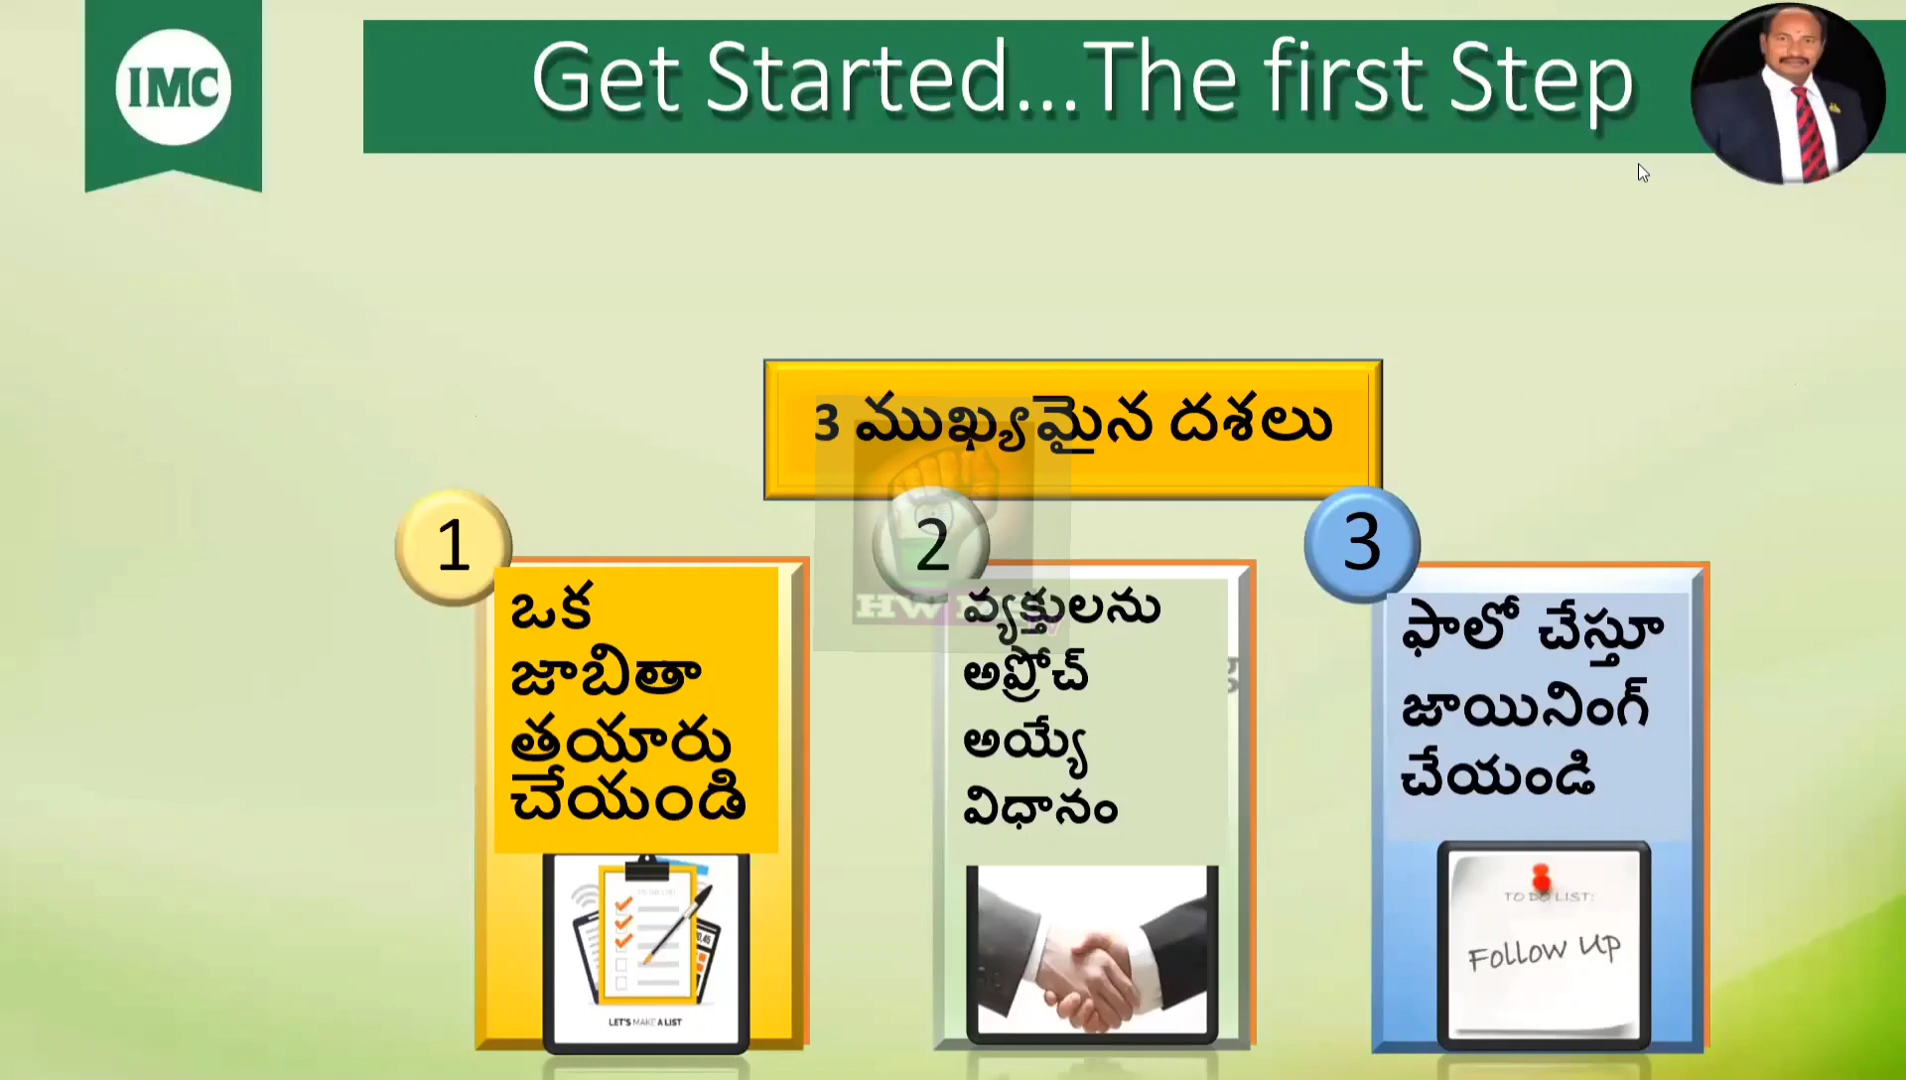 IMC
Get Started...The first Step
3 ముఖ్యమైన దశలు
1
ఒక
జాబితా
తయారు
చేయండి
LET'S MAKE A LIST
2
వ్యక్తులను
అప్రోచ్
అయ్యే
విధానం
3
ఫాలో చేస్తూ
జాయినింగ్
చేయండి
TO DO LIST:
Follow Up